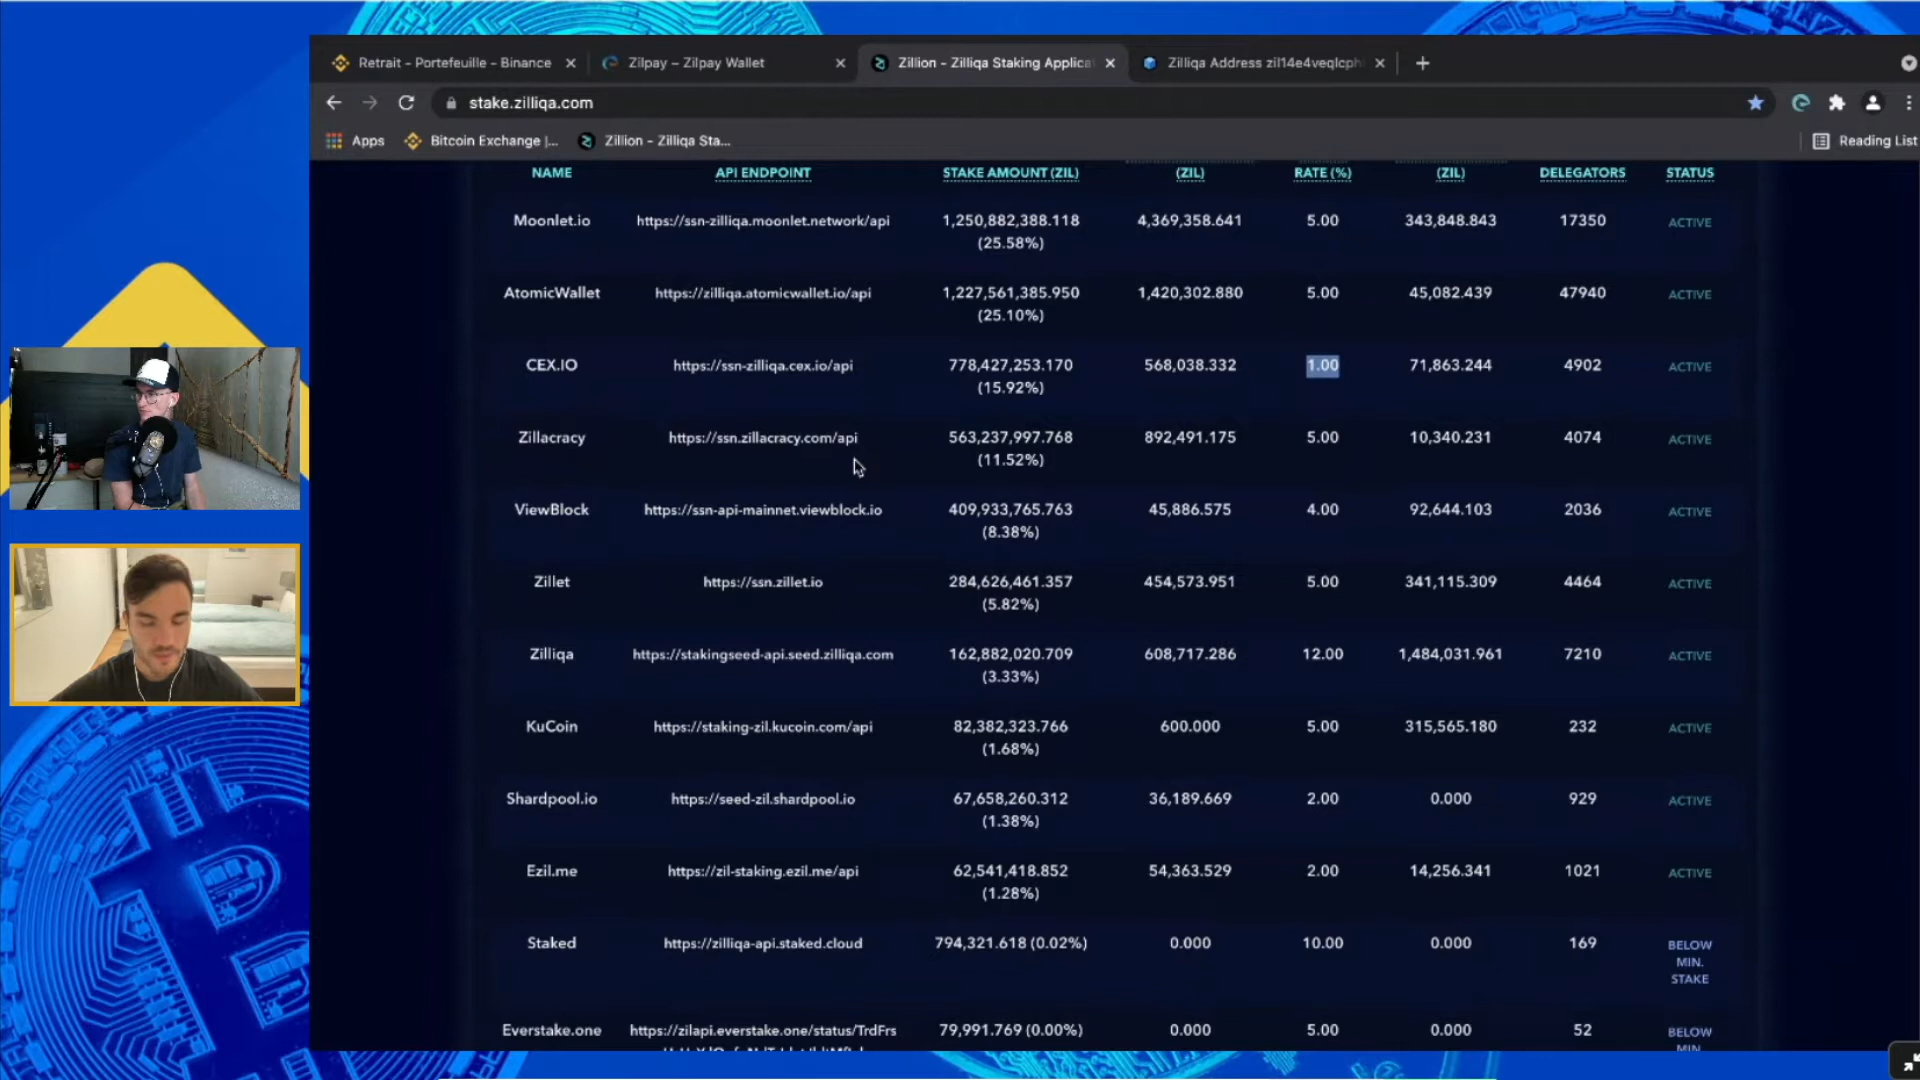 Retrait - Portefeuille - Binance
Zilpay – Zilpay Wallet
Zillion - Zilliqa Staking Applica
Zilliqa Address zil14e4veqlcph
stake.zilliqa.com
Apps
Bitcoin Exchange |...
Zillion - Zilliqa Sta...
Reading List
NAME API ENDPOINT STAKE AMOUNT (ZIL) (ZIL) RATE (%) (ZIL) DELEGATORS STATUS
Moonlet.io https://ssn-zilliqa.moonlet.network/api 1,250,882,388.118 4,369,358.641 5.00 343,848.843 17350 ACTIVE
(25.58%)
AtomicWallet https://zilliqa.atomicwallet.io/api 1,227,561,385.950 1,420,302.880 5.00 45,082.439 47940 ACTIVE
(25.10%)
CEX.IO https://ssn-zilliqa.cex.io/api 778,427,253.170 568,038.332 1.00 71,863.244 4902 ACTIVE
(15.92%)
Zillacracy https://ssn.zillacracy.com/api 563,237,997.768 892,491.175 5.00 10,340.231 4074 ACTIVE
(11.52%)
ViewBlock https://ssn-api-mainnet.viewblock.io 409,933,765.763 45,886.575 4.00 92,644.103 2036 ACTIVE
(8.38%)
Zillet https://ssn.zillet.io 284,626,461.357 454,573.951 5.00 341,115.309 4464 ACTIVE
(5.82%)
Zilliqa https://stakingseed-api.seed.zilliqa.com 162,882,020.709 608,717.286 12.00 1,484,031.961 7210 ACTIVE
(3.33%)
KuCoin https://staking-zil.kucoin.com/api 82,382,323.766 600.000 5.00 315,565.180 232 ACTIVE
(1.68%)
Shardpool.io https://seed-zil.shardpool.io 67,658,260.312 36,189.669 2.00 0.000 929 ACTIVE
(1.38%)
Ezil.me https://zil-staking.ezil.me/api 62,541,418.852 54,363.529 2.00 14,256.341 1021 ACTIVE
(1.28%)
Staked https://zilliqa-api.staked.cloud 794,321.618 (0.02%) 0.000 10.00 0.000 169 BELOW
MIN.
STAKE
Everstake.one https://zilapi.everstake.one/status/TrdFrs 79,991.769 (0.00%) 0.000 5.00 0.000 52 BELOW
MIN